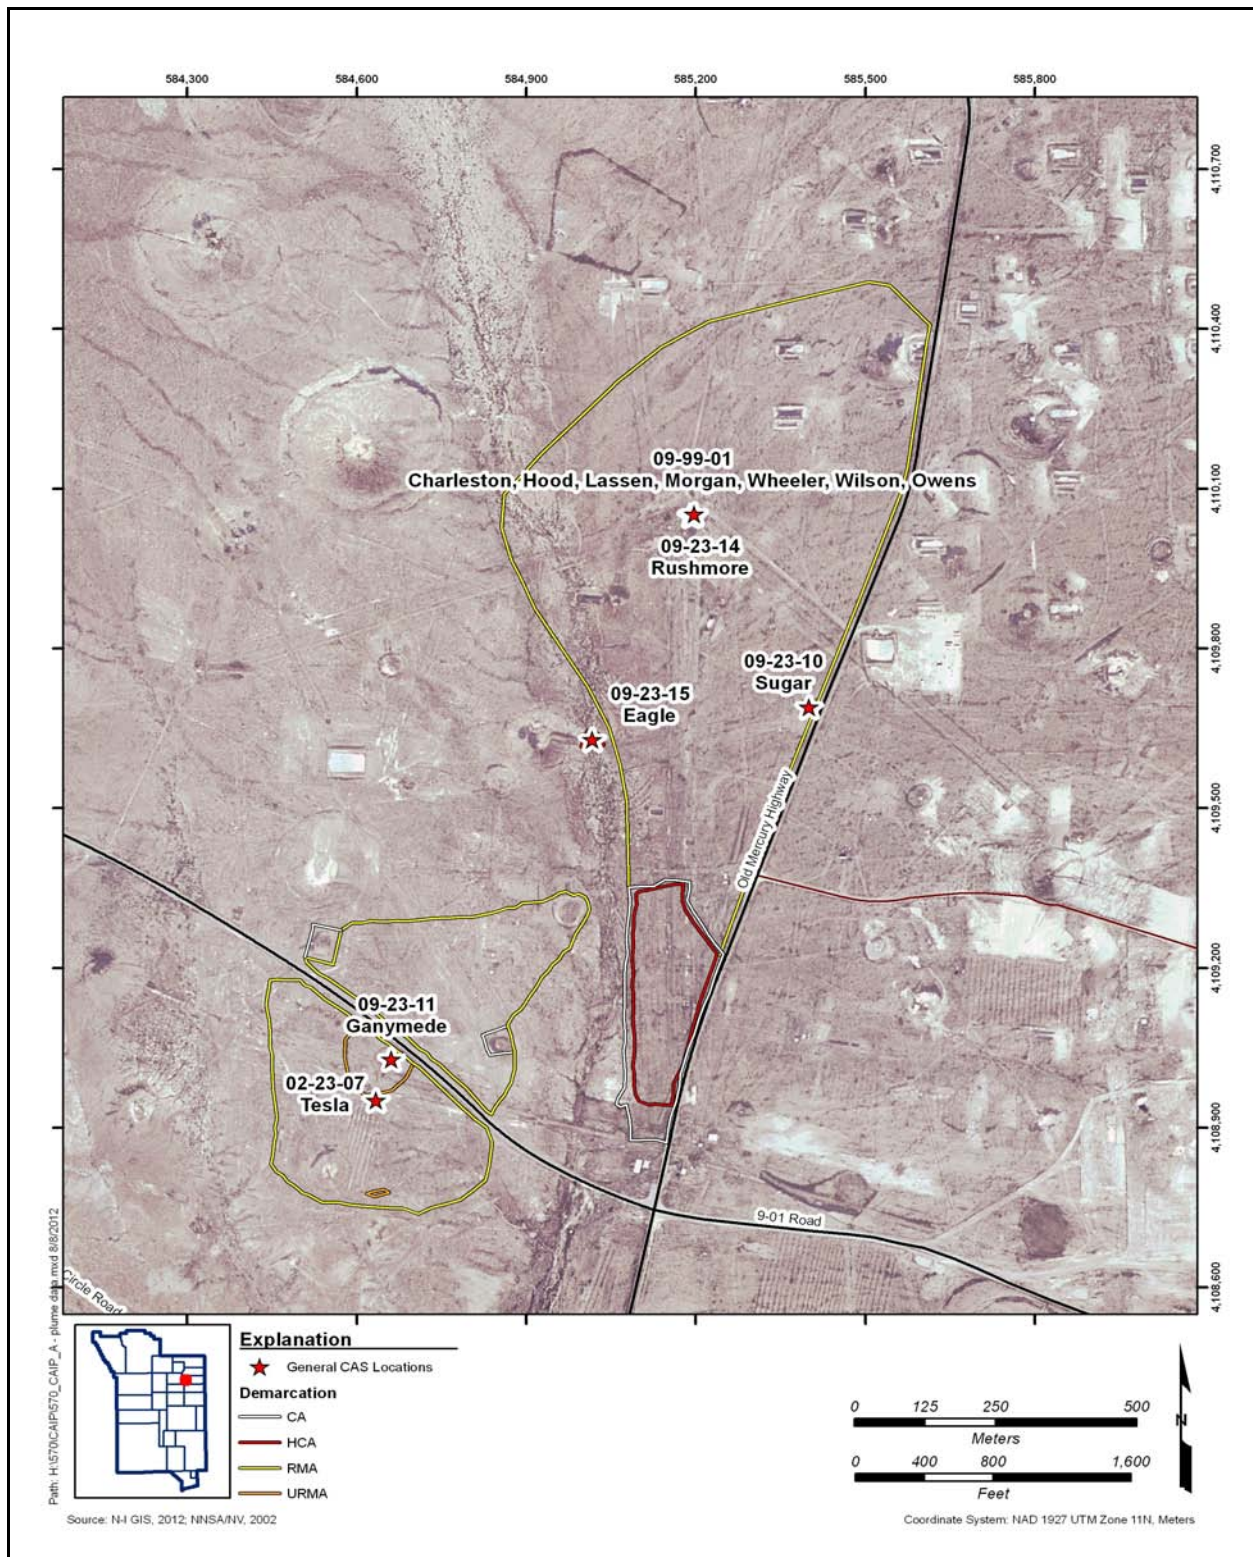 584,300 584,600 584,900 585,200 585,500 585,800
4,110,700
4,110,400
4,110,100
4,109,800
4,109,500
4,109,200
4,108,900
4,108,600
09-99-01
Charleston, Hood, Lassen, Morgan, Wheeler, Wilson, Owens
09-23-14
Rushmore
09-23-10
Sugar
09-23-15
Eagle
Old Mercury Highway
09-23-11
Ganymede
02-23-07
Tesla
9-01 Road
Circle Road
Path: H:\570\CAIP\570_CAIP_A - plume data.mxd 8/8/2012
Explanation
General CAS Locations
Demarcation
CA
HCA
RMA
URMA
0 125 250 500
Meters
0 400 800 1,600
Feet
N
Source: N-I GIS, 2012; NNSA/NV, 2002
Coordinate System: NAD 1927 UTM Zone 11N, Meters